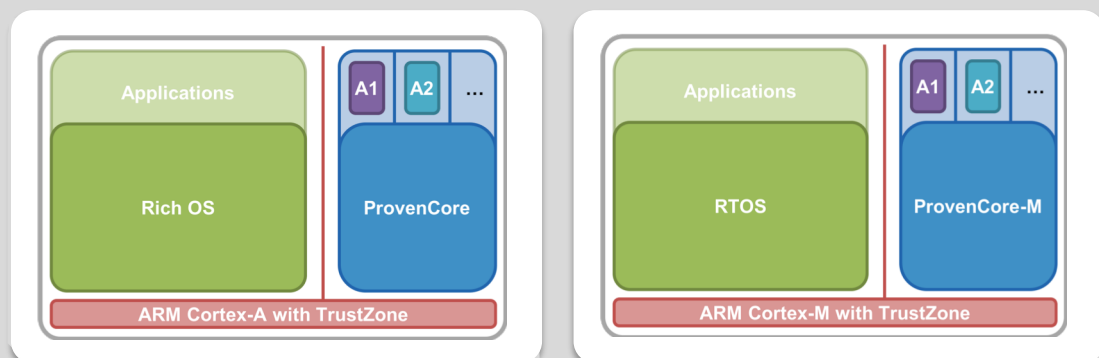 Applications
A1
A2
...
Rich OS
ProvenCore
ARM Cortex-A with TrustZone
Applications
A1
A2
...
RTOS
ProvenCore-M
ARM Cortex-M with TrustZone